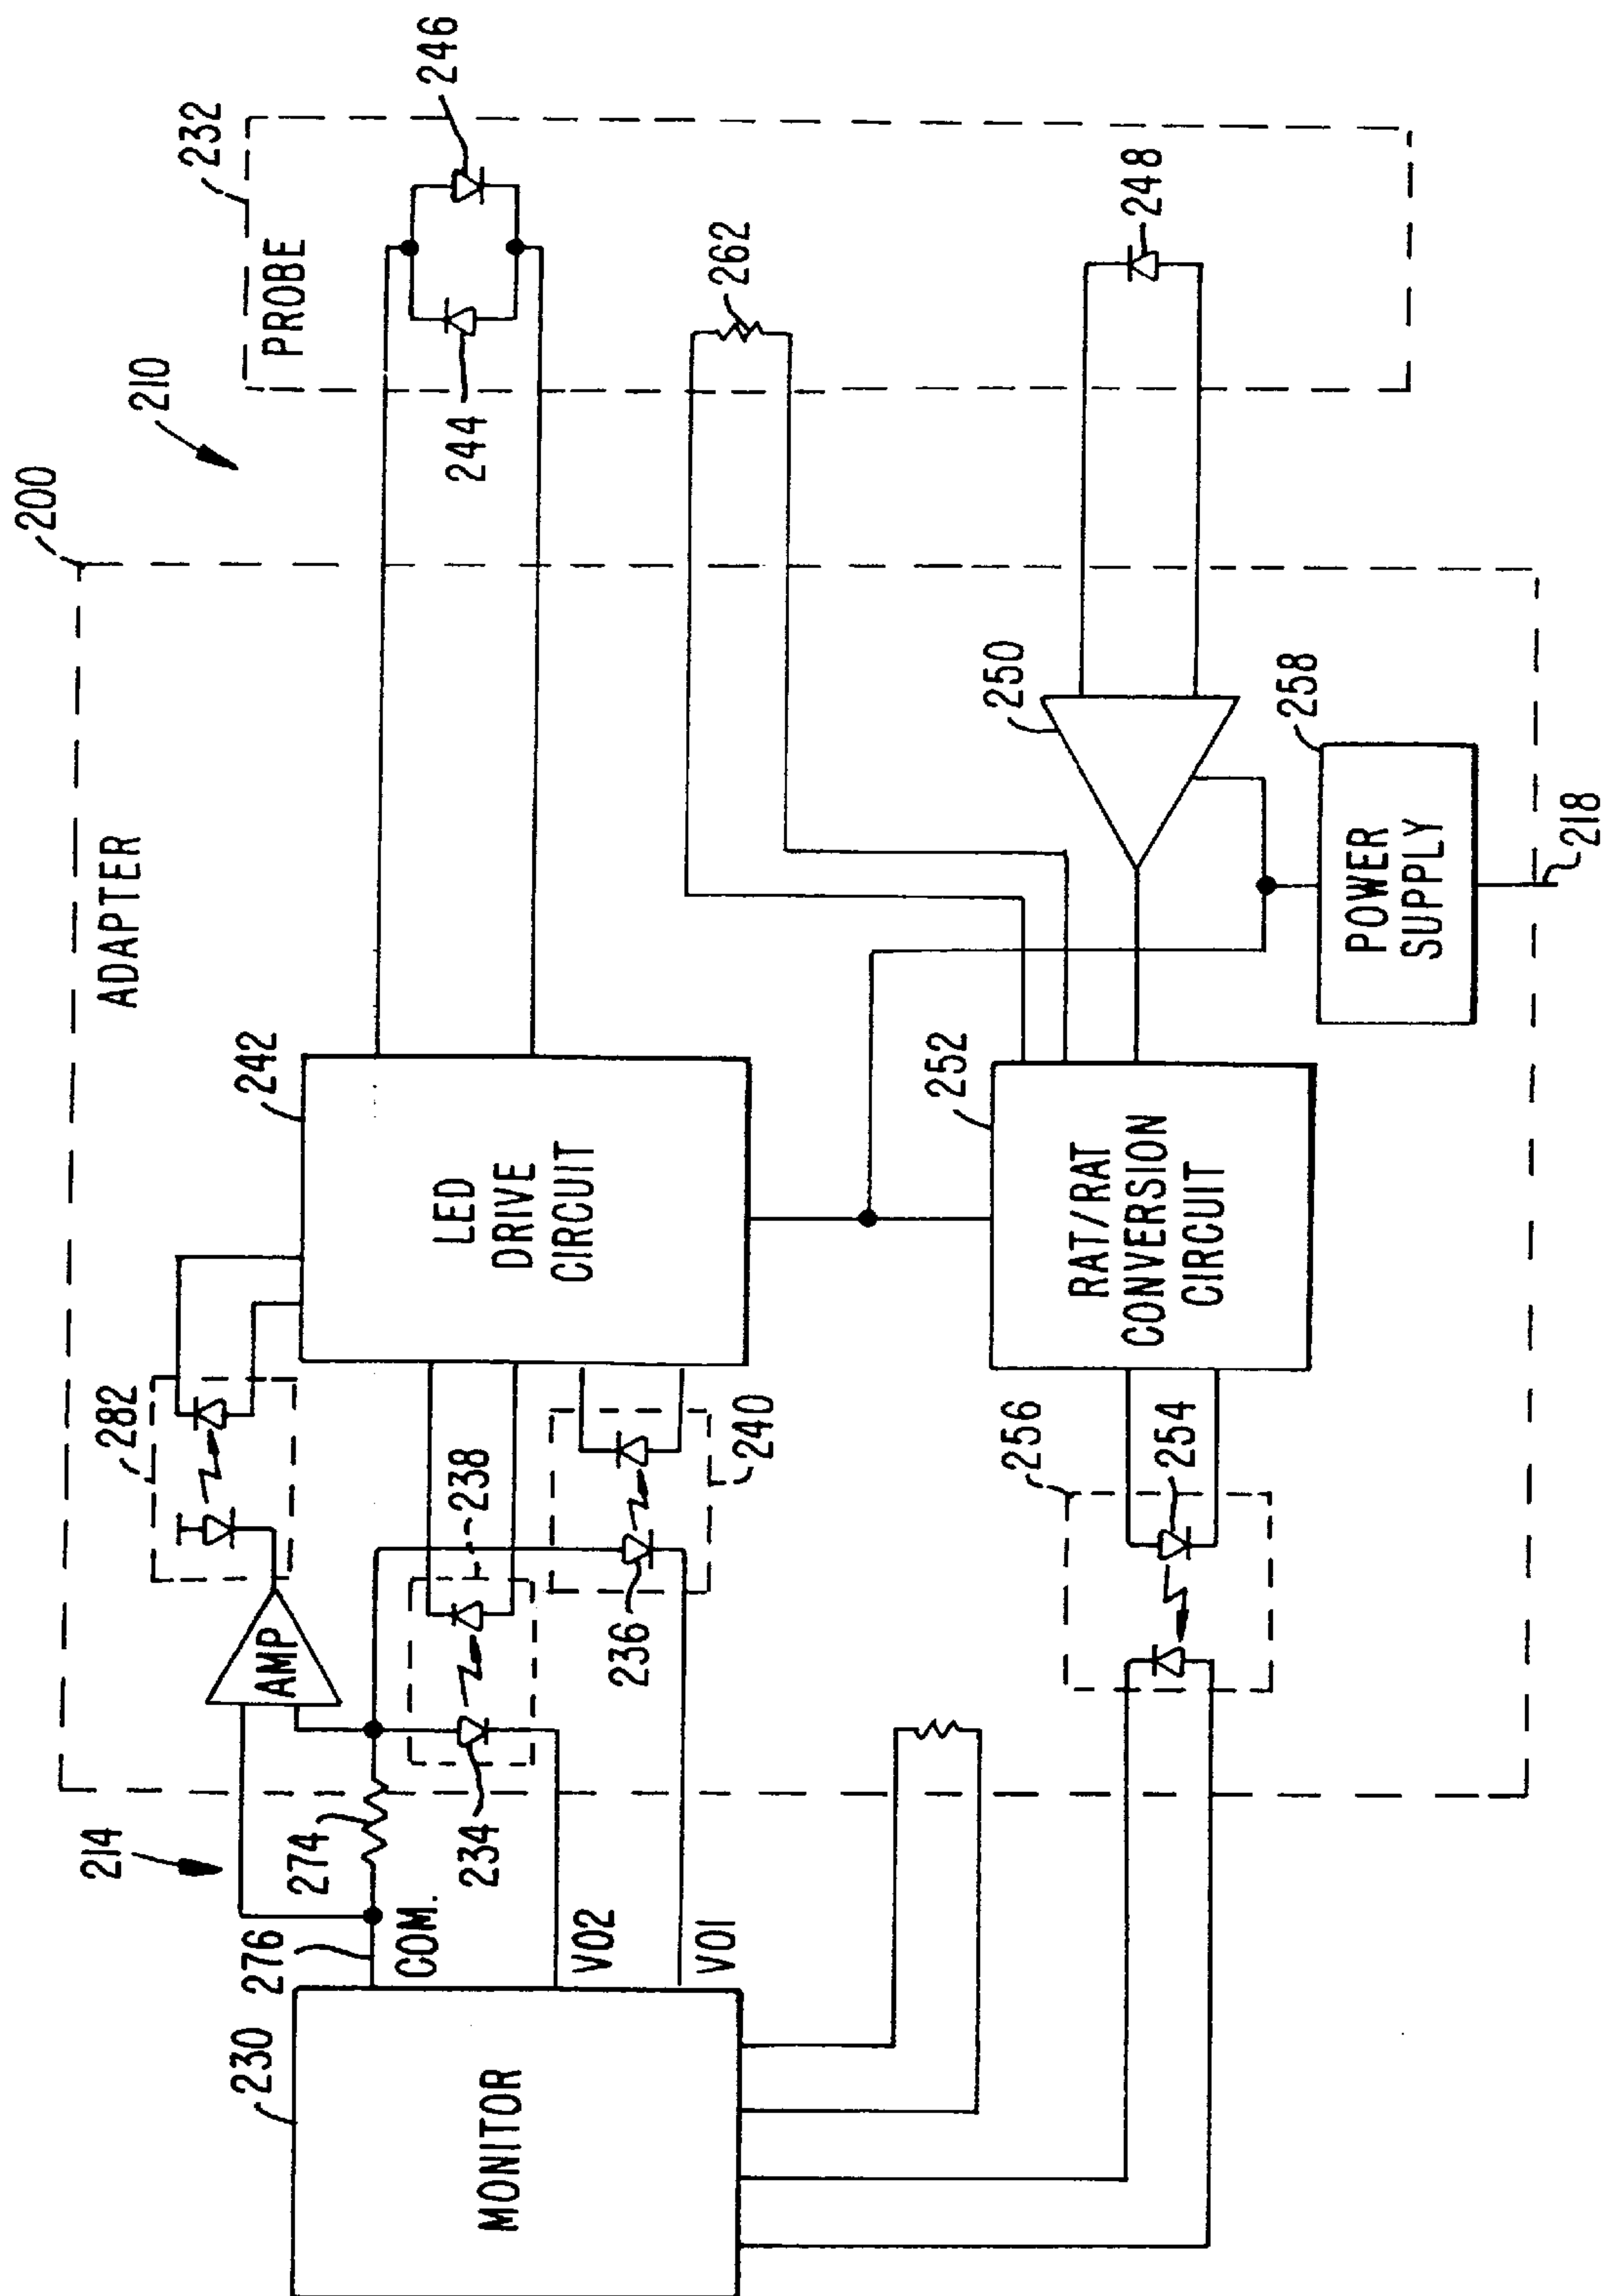 200
210
232
PROBE
246
244
262
248
ADAPTER
242
LED
DRIVE
CIRCUIT
250
258
POWER
SUPPLY
218
252
RAT/RAT
CONVERSION
CIRCUIT
282
AMP
238
240
236
234
256
254
214
274
276
COM.
VO2
VO1
230
MONITOR